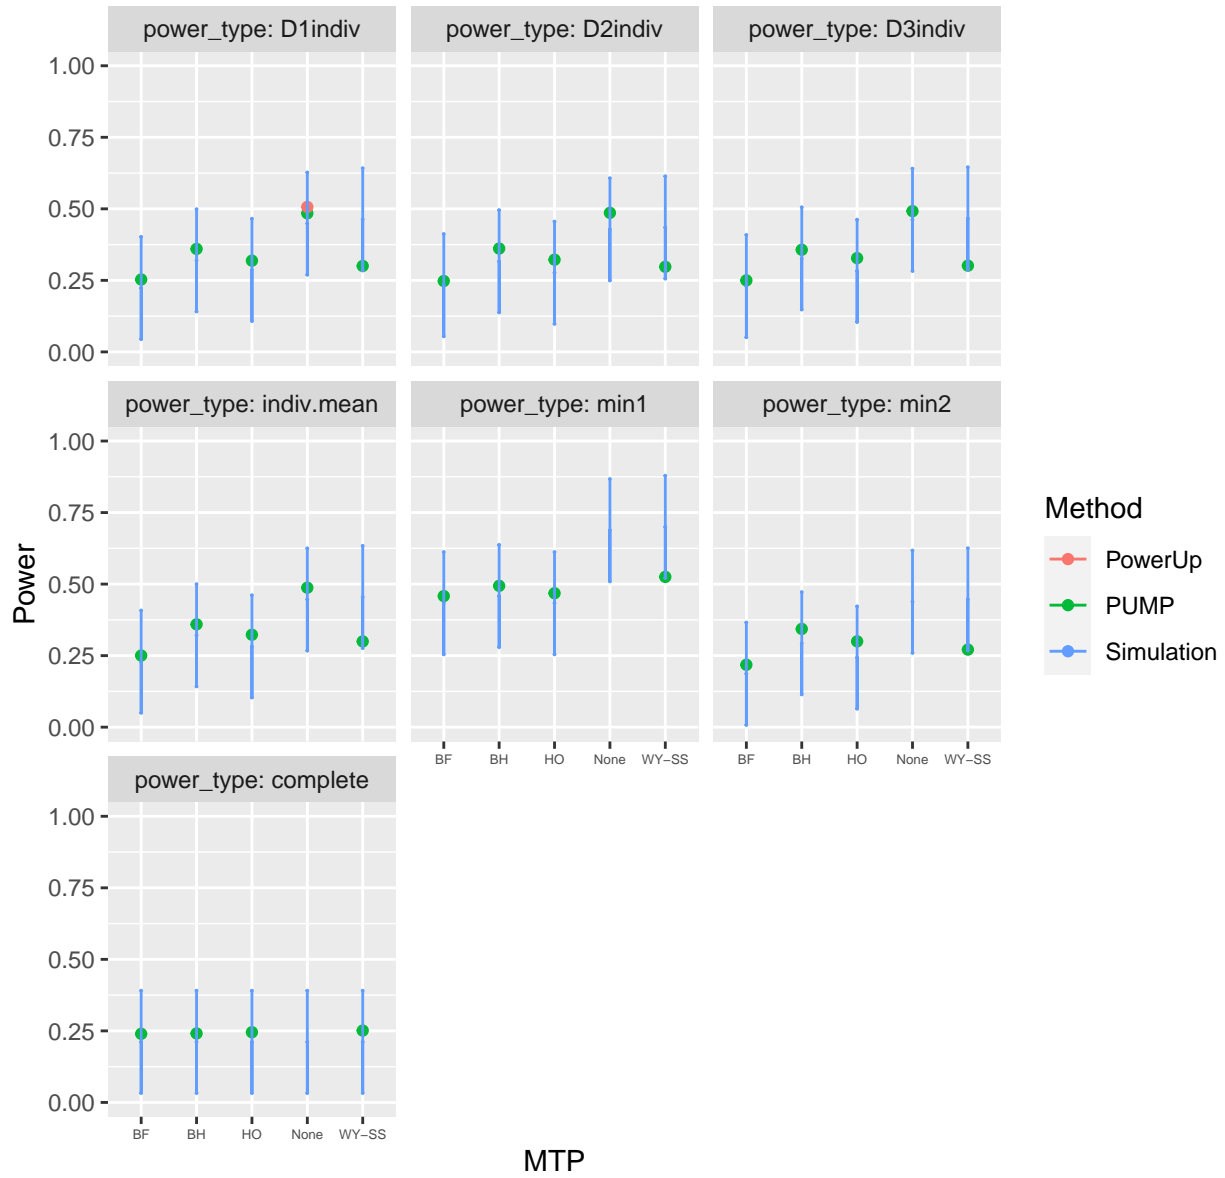 power_type: D1indiv power_type: D2indiv power_type: D3indiv
1.00
0.75
0.50
0.25
0.00
power_type: indiv.mean power_type: min1 power_type: min2
1.00
0.75
0.50
0.25
0.00
BF BH HO None WY−SS BF BH HO None WY−SS
power_type: complete
1.00
0.75
0.50
0.25
0.00
BF BH HO None WY−SS
MTP
Power
Method
PowerUp
PUMP
Simulation